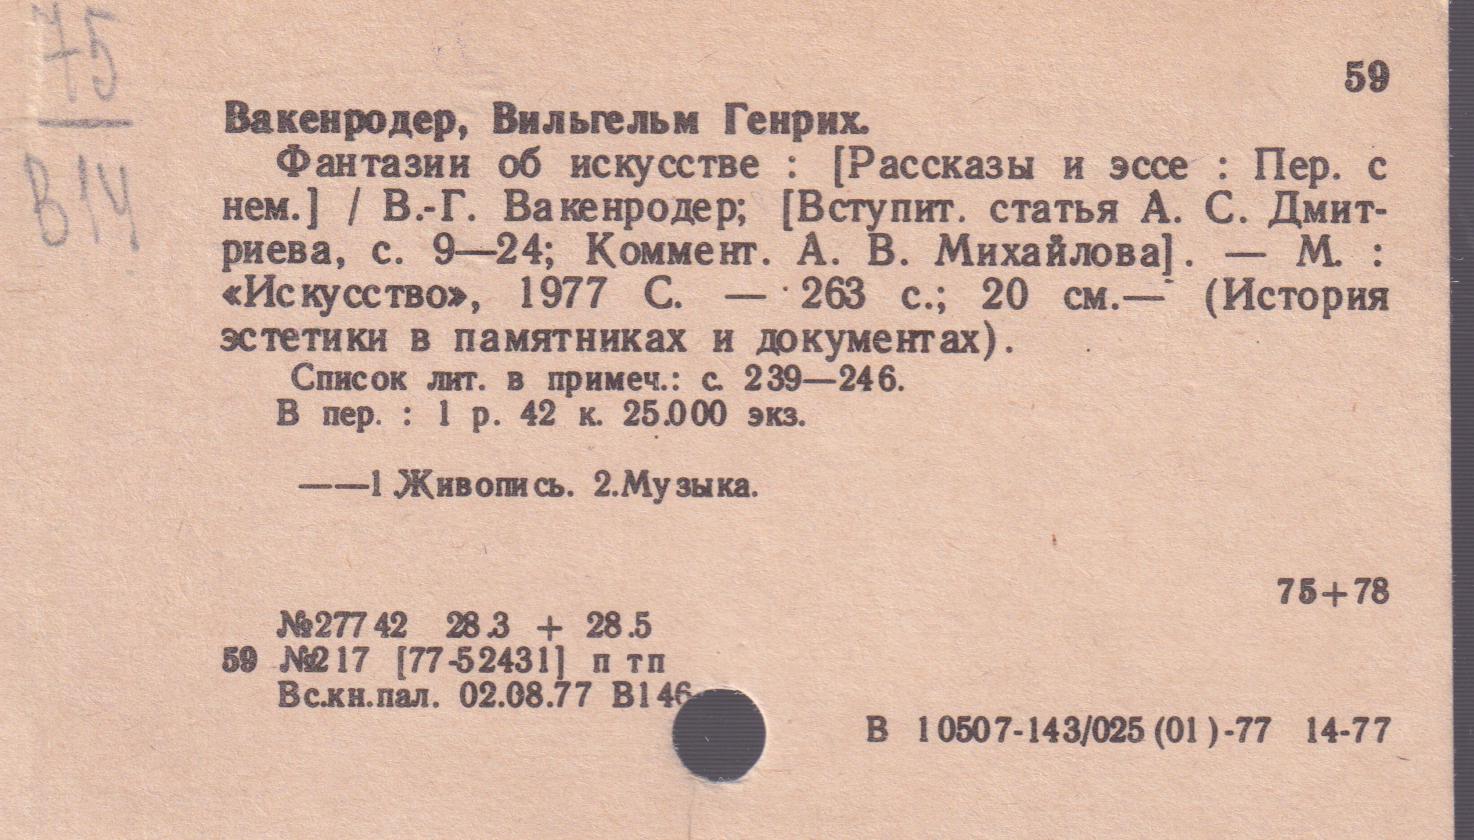 75
В14
59
Вакенродер, Вильгельм Генрих.
Фантазии об искусстве : [Рассказы и эссе : Пер. с
нем.] / В.-Г. Вакенродер; [Вступит. статья А. С. Дмит-
риева, с. 9—24; Коммент. А. В. Михайлова]. — М. :
«Искусство», 1977 С. — 263 с.; 20 см.— (История
эстетики в памятниках и документах).
Список лит. в примеч.: с. 239—246.
В пер. : 1 р. 42 к. 25.000 экз.
——1 .Живопись. 2.Музыка.
75+78
№27742 28.3 + 28.5
59 №217 [77-52431] п тп
Вс.кн.пал. 02.08.77 В146
В 10507-143/025(01)-77 14-77